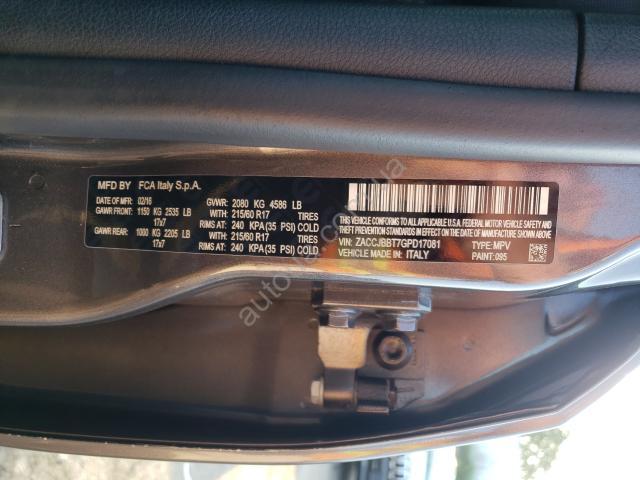 MFD BY FCA Italy S.p.A.
DATE OF MFR: 02/16 GVWR: 2080 KG 4586 LB
GAWR FRONT: 1150 KG 2535 LB WITH: 215/60 R17 TIRES
17x7 RIMS AT: 240 KPA(35 PSI) COLD
GAWR REAR: 1000 KG 2205 LB WITH: 215/60 R17 TIRES
17x7 RIMS AT: 240 KPA(35 PSI) COLD
THIS VEHICLE CONFORMS TO ALL APPLICABLE U.S.A. FEDERAL MOTOR VEHICLE SAFETY, BUMPER AND
THEFT PREVENTION STANDARDS IN EFFECT ON THE DATE OF MANUFACTURE SHOWN ABOVE
VIN: ZACCJBBT7GPD17081 TYPE: MPV
VEHICLE MADE IN: ITALY PAINT: 095